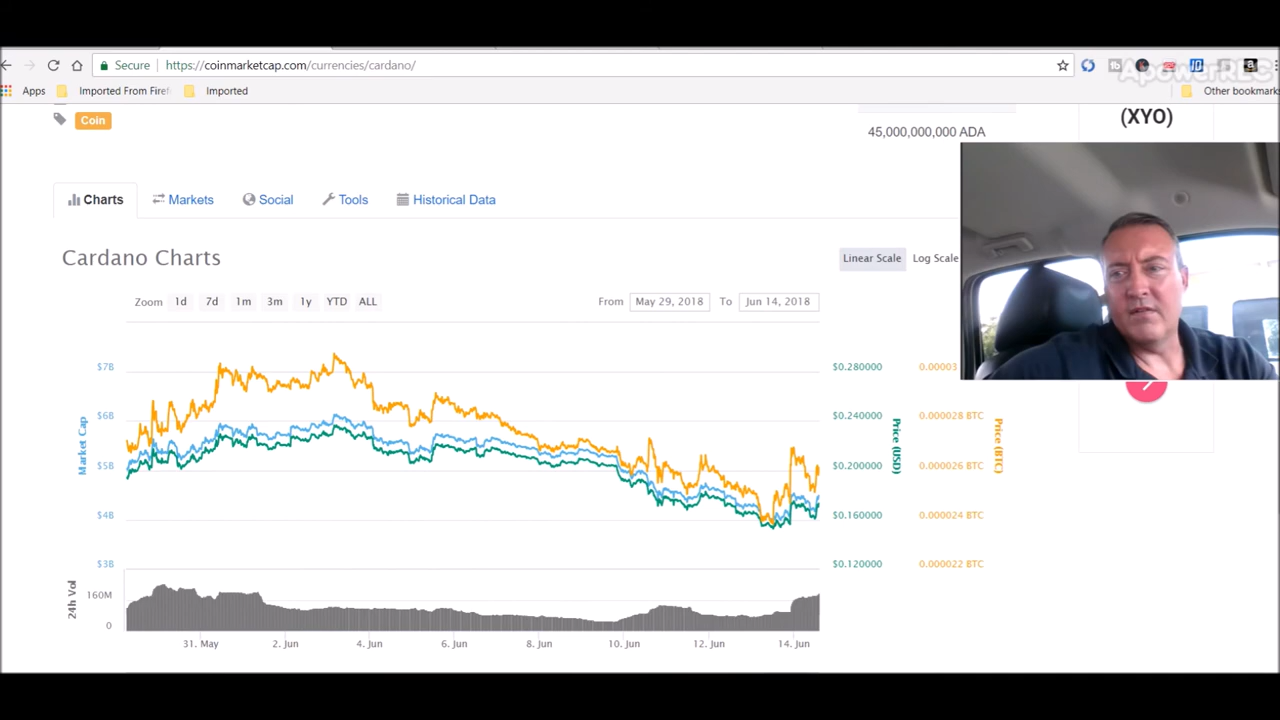 Secure https://coinmarketcap.com/currencies/cardano/
ApowerREC
Apps Imported From Firef Imported Other bookmarks
Coin
(XYO)
45,000,000,000 ADA
Charts Markets Social Tools Historical Data
Cardano Charts
Linear Scale Log Scale
Zoom 1d 7d 1m 3m 1y YTD ALL From May 29, 2018 To Jun 14, 2018
$7B $0.280000 0.00003
$6B $0.240000 0.000028 BTC
Market Cap
Price (USD)
Price (BTC)
$5B $0.200000 0.000026 BTC
$4B $0.160000 0.000024 BTC
$3B $0.120000 0.000022 BTC
24h Vol
160M
0
31. May 2. Jun 4. Jun 6. Jun 8. Jun 10. Jun 12. Jun 14. Jun